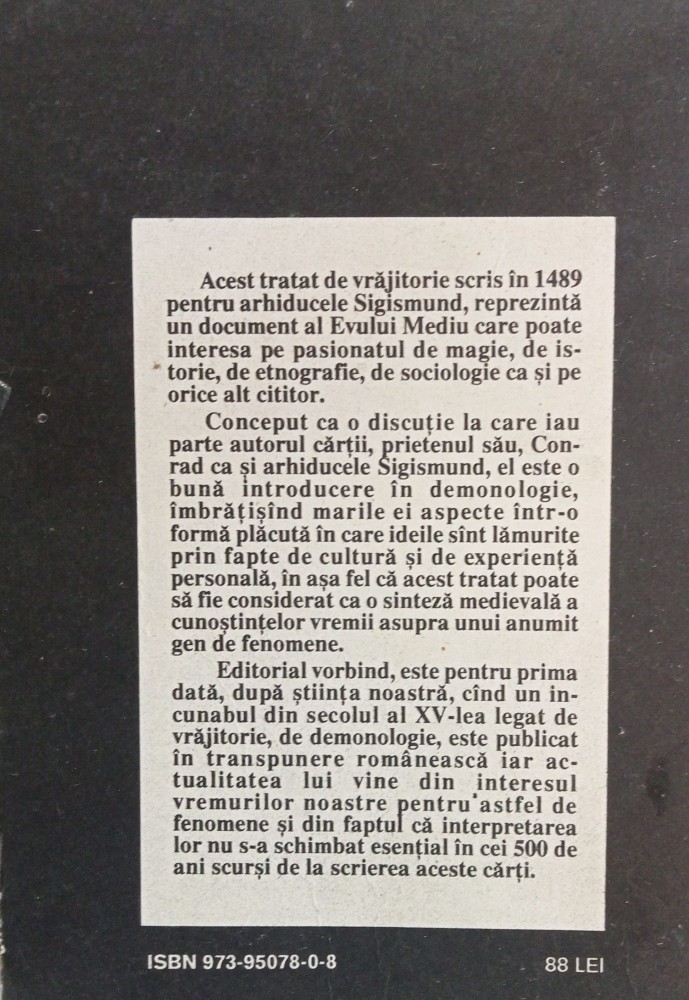 Acest tratat de vrăjitorie scris în 1489
pentru arhiducele Sigismund, reprezintă
un document al Evului Mediu care poate
interesa pe pasionatul de magie, de is-
torie, de etnografie, de sociologie ca și pe
orice alt cititor.
Conceput ca o discuție la care iau
parte autorul cărții, prietenul său, Con-
rad ca și arhiducele Sigismund, el este o
bună introducere în demonologie,
îmbrățișînd marile ei aspecte într-o
formă plăcută în care ideile sînt lămurite
prin fapte de cultură și de experiență
personală, în așa fel că acest tratat poate
să fie considerat ca o sinteză medievală a
cunoștințelor vremii asupra unui anumit
gen de fenomene.
Editorial vorbind, este pentru prima
dată, după știința noastră, cînd un in-
cunabul din secolul al XV-lea legat de
vrăjitorie, de demonologie, este publicat
în transpunere românească iar ac-
tualitatea lui vine din interesul
vremurilor noastre pentru astfel de
fenomene și din faptul că interpretarea
lor nu s-a schimbat esențial în cei 500 de
ani scurși de la scrierea aceste cărți.
ISBN 973-95078-0-8
88 LEI